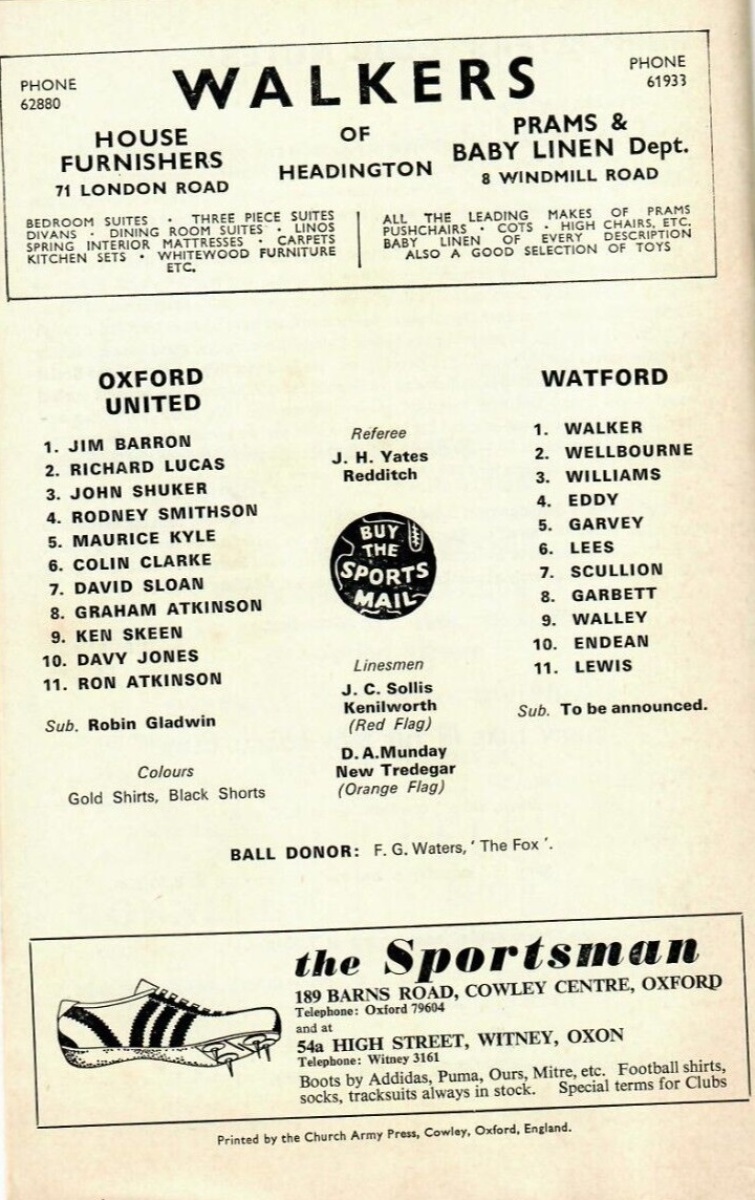 PHONE
62880
WALKERS
PHONE
61933
HOUSE
FURNISHERS
71 LONDON ROAD
OF
HEADINGTON
PRAMS &
BABY LINEN Dept.
8 WINDMILL ROAD
BEDROOM SUITES · THREE PIECE SUITES
DIVANS · DINING ROOM SUITES · LINOS
SPRING INTERIOR MATTRESSES · CARPETS
KITCHEN SETS · WHITEWOOD FURNITURE
ETC.
ALL THE LEADING MAKES OF PRAMS
PUSHCHAIRS · COTS · HIGH CHAIRS, ETC.
BABY LINEN OF EVERY DESCRIPTION
ALSO A GOOD SELECTION OF TOYS
OXFORD
UNITED
1. JIM BARRON
2. RICHARD LUCAS
3. JOHN SHUKER
4. RODNEY SMITHSON
5. MAURICE KYLE
6. COLIN CLARKE
7. DAVID SLOAN
8. GRAHAM ATKINSON
9. KEN SKEEN
10. DAVY JONES
11. RON ATKINSON
Sub. Robin Gladwin
Colours
Gold Shirts, Black Shorts
Referee
J. H. Yates
Redditch
BUY
THE
SPORTS
MAIL
Linesmen
J. C. Sollis
Kenilworth
(Red Flag)
D. A.Munday
New Tredegar
(Orange Flag)
WATFORD
1. WALKER
2. WELLBOURNE
3. WILLIAMS
4. EDDY
5. GARVEY
6. LEES
7. SCULLION
8. GARBETT
9. WALLEY
10. ENDEAN
11. LEWIS
Sub. To be announced.
BALL DONOR: F. G. Waters, ' The Fox '.
the Sportsman
189 BARNS ROAD, COWLEY CENTRE, OXFORD
Telephone: Oxford 79604
and at
54a HIGH STREET, WITNEY, OXON
Telephone: Witney 3161
Boots by Addidas, Puma, Ours, Mitre, etc. Football shirts,
socks, tracksuits always in stock. Special terms for Clubs
Printed by the Church Army Press, Cowley, Oxford, England.